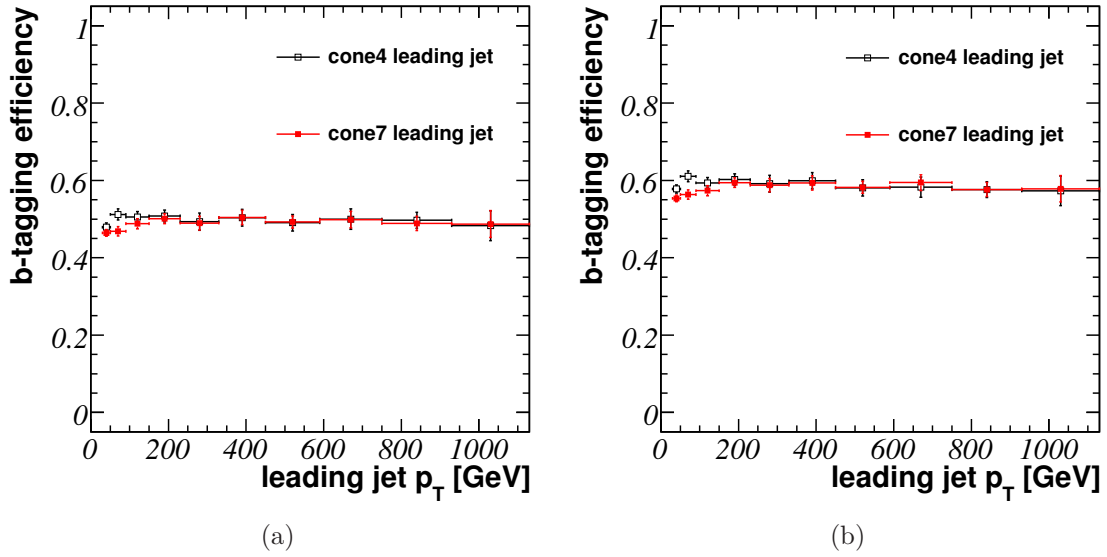 b-tagging efficiency
1
0.8
0.6
0.4
0.2
0
cone4 leading jet
cone7 leading jet
0 200 400 600 800 1000
leading jet p_T [GeV]
(a)
b-tagging efficiency
1
0.8
0.6
0.4
0.2
0
cone4 leading jet
cone7 leading jet
0 200 400 600 800 1000
leading jet p_T [GeV]
(b)